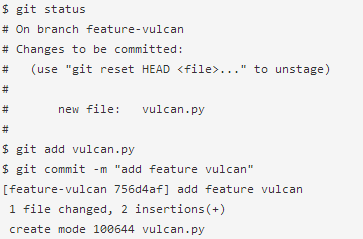 $ git status
# On branch feature-vulcan
# Changes to be committed:
#   (use "git reset HEAD <file>..." to unstage)
#
#       new file:   vulcan.py
#
$ git add vulcan.py
$ git commit -m "add feature vulcan"
[feature-vulcan 756d4af] add feature vulcan
 1 file changed, 2 insertions(+)
 create mode 100644 vulcan.py